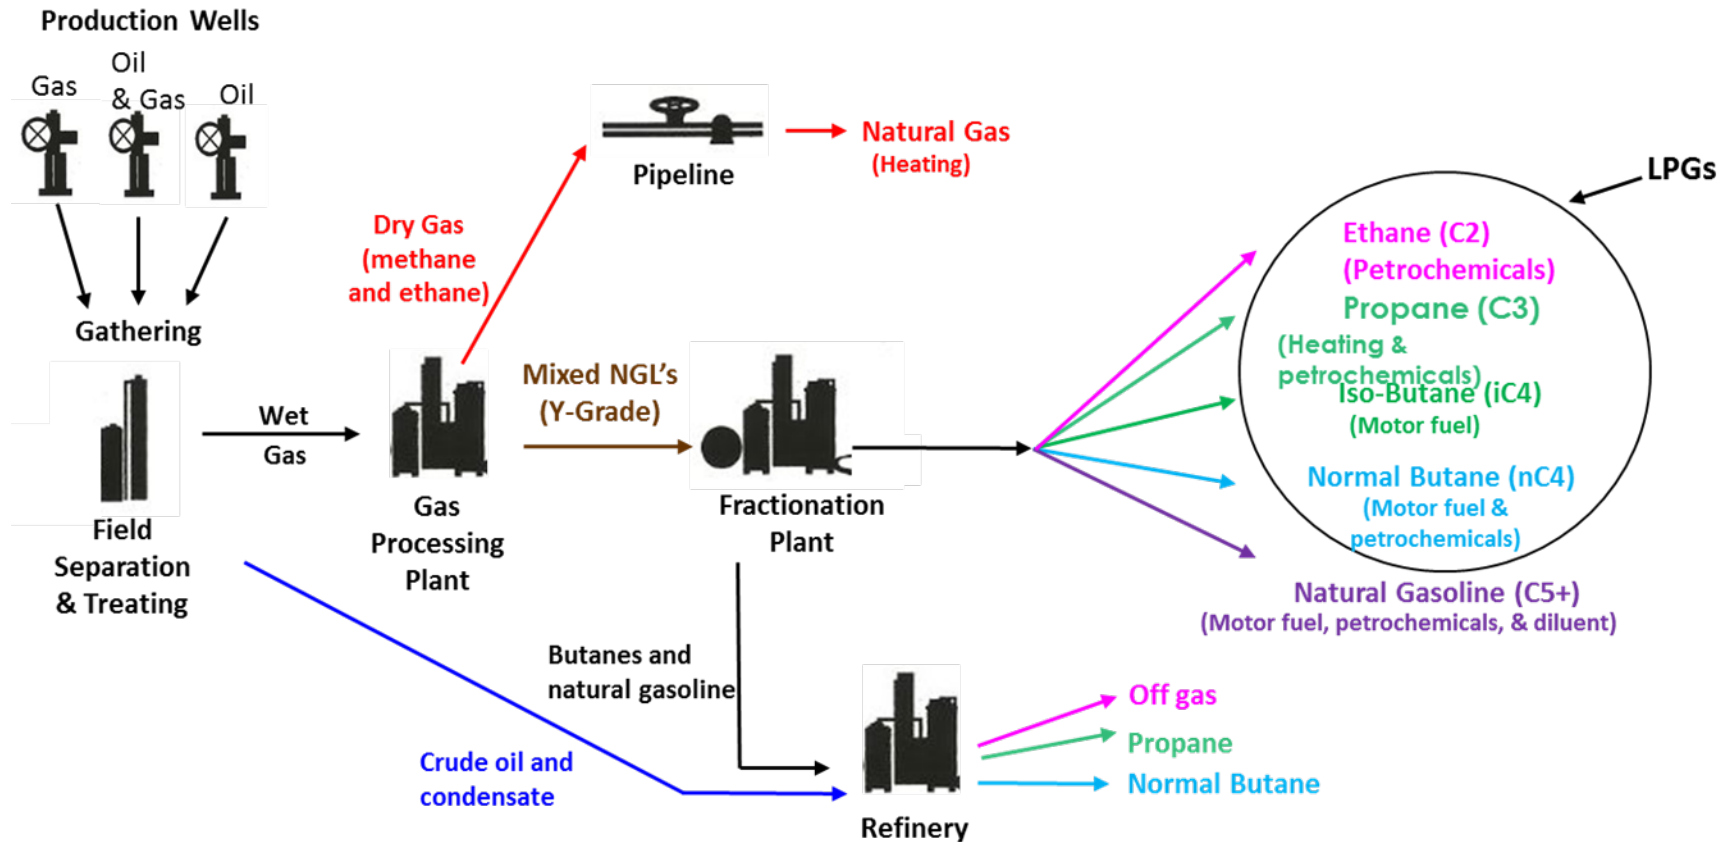 Production Wells
Gas
Oil
& Gas
Oil
Gathering
Field
Separation
& Treating
Wet
Gas
Dry Gas
(methane
and ethane)
Pipeline
Natural Gas
(Heating)
Gas
Processing
Plant
Mixed NGL’s
(Y-Grade)
Fractionation
Plant
LPGs
Ethane (C2)
(Petrochemicals)
Propane (C3)
(Heating &
petrochemicals)
Iso-Butane (iC4)
(Motor fuel)
Normal Butane (nC4)
(Motor fuel &
petrochemicals)
Natural Gasoline (C5+)
(Motor fuel, petrochemicals, & diluent)
Butanes and
natural gasoline
Crude oil and
condensate
Refinery
Off gas
Propane
Normal Butane